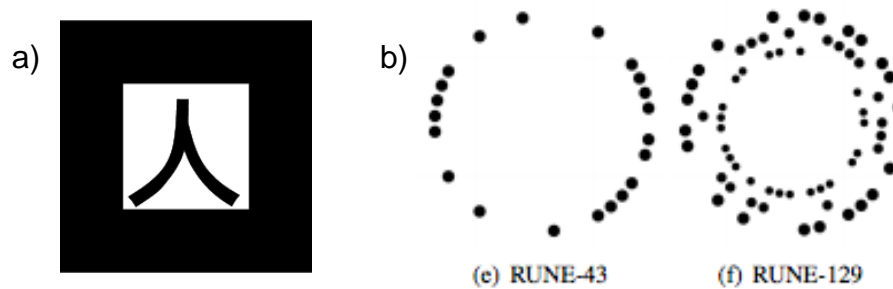 a)
b)
人
(e) RUNE-43
(f) RUNE-129